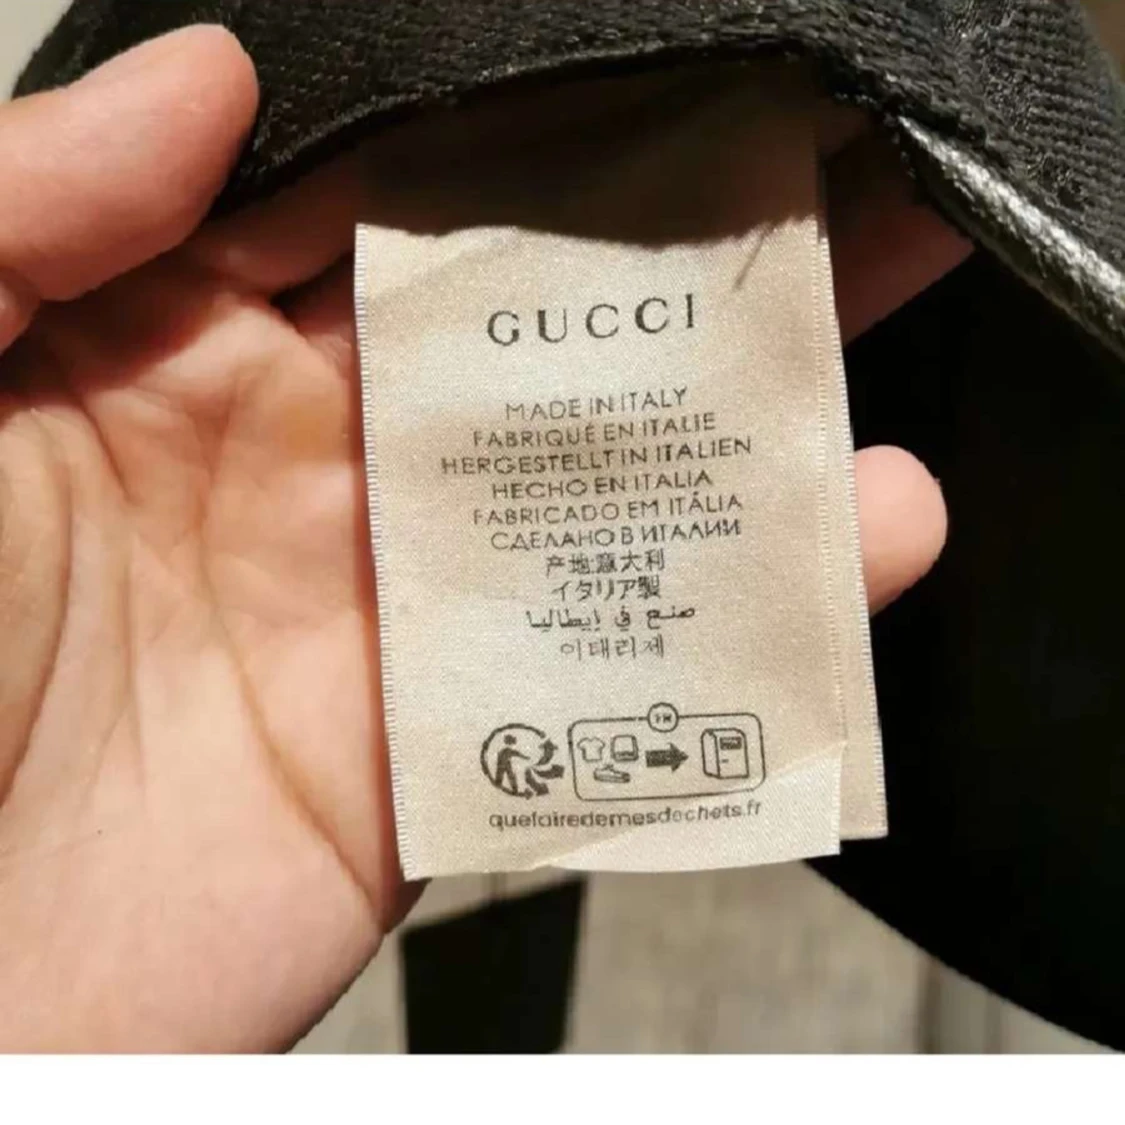 GUCCI
MADE IN ITALY
FABRIQUÉ EN ITALIE
HERGESTELLT IN ITALIEN
HECHO EN ITALIA
FABRICADO EM ITÁLIA
СДЕЛАНО В ИТАЛИИ
产地:意大利
イタリア製
صنع في إيطاليا
이태리제
FR
quefairedemesdechets.fr